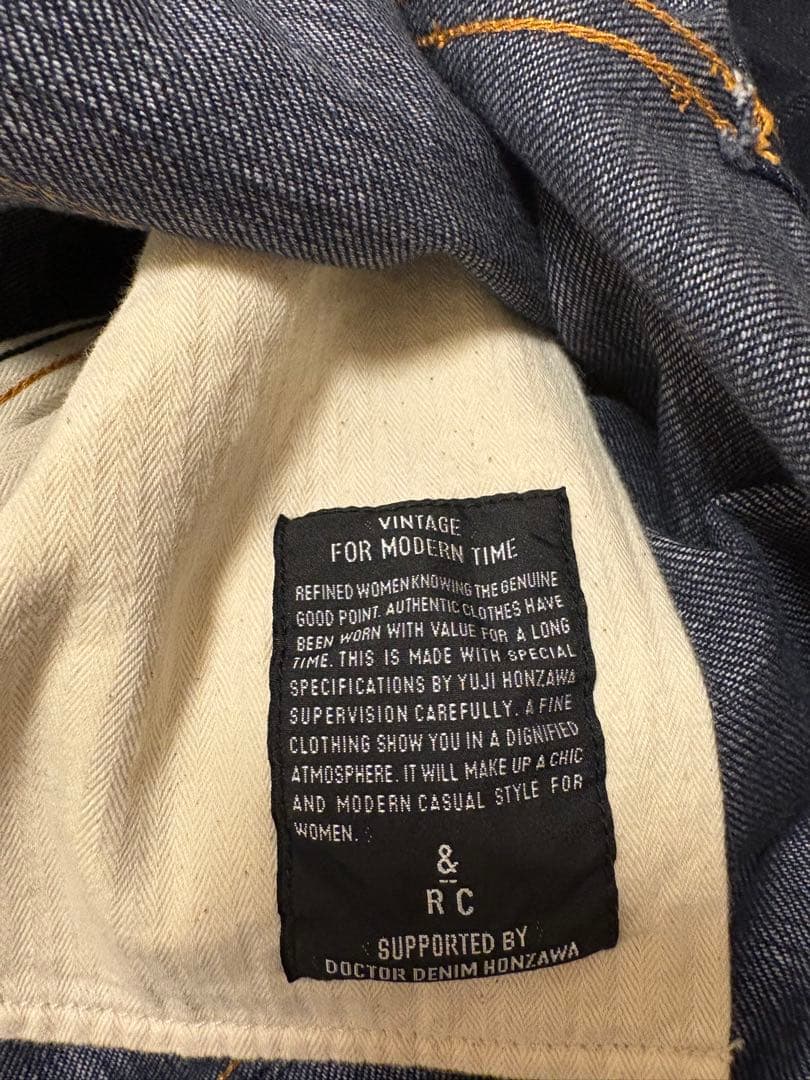 VINTAGE
FOR MODERN TIME
REFINED WOMEN KNOWING THE GENUINE
GOOD POINT. AUTHENTIC CLOTHES HAVE
BEEN WORN WITH VALUE FOR A LONG
TIME. THIS IS MADE WITH SPECIAL
SPECIFICATIONS BY YUJI HONZAWA
SUPERVISION CAREFULLY. A FINE
CLOTHING SHOW YOU IN A DIGNIFIED
ATMOSPHERE. IT WILL MAKE UP A CHIC
AND MODERN CASUAL STYLE FOR
WOMEN.
&
RC
SUPPORTED BY
DOCTOR DENIM HONZAWA